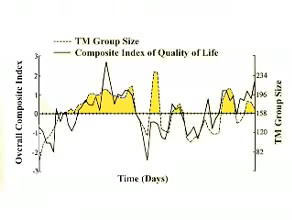 TM Group Size
Composite Index of Quality of Life
Overall Composite Index
3
2
1
0
-1
-2
-3
234
196
158
120
82
TM Group Size
Time (Days)